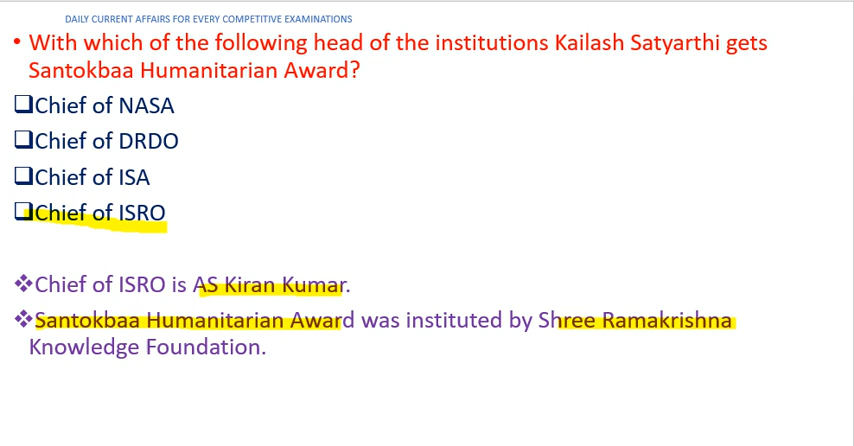 DAILY CURRENT AFFAIRS FOR EVERY COMPETITIVE EXAMINATIONS
• With which of the following head of the institutions Kailash Satyarthi gets
Santokbaa Humanitarian Award?
❑Chief of NASA
❑Chief of DRDO
❑Chief of ISA
❑Chief of ISRO
❖Chief of ISRO is AS Kiran Kumar.
❖Santokbaa Humanitarian Award was instituted by Shree Ramakrishna
Knowledge Foundation.